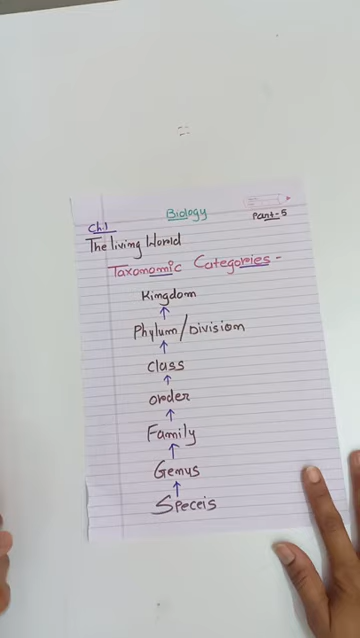 Biology
Ch.1
Part-5
The living World
Taxonomic Categories -
Kingdom
↑
Phylum/Division
↑
class
↑
order
↑
Family
↑
Genus
↑
Speceis